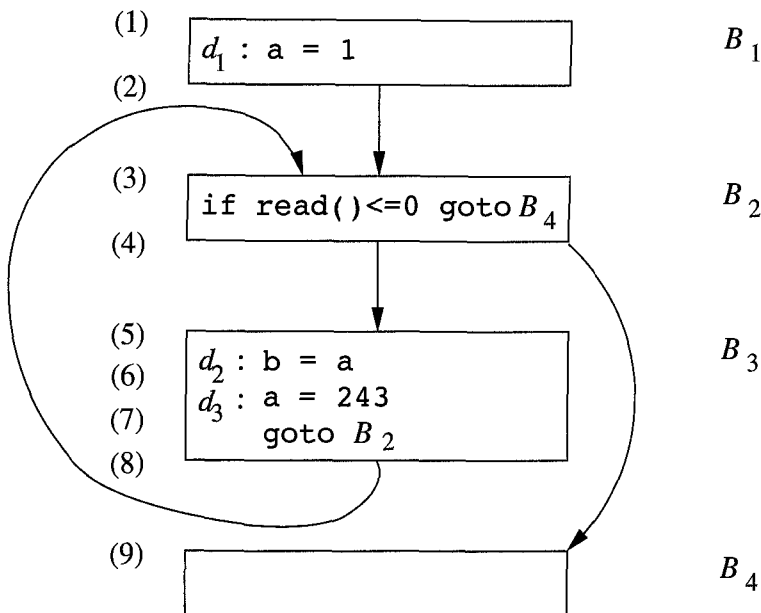 (1)
d1 : a = 1
B1
(2)
(3)
if read()<=0 goto B4
B2
(4)
(5)
d2 : b = a
B3
(6)
d3 : a = 243
(7)
goto B2
(8)
(9)
B4